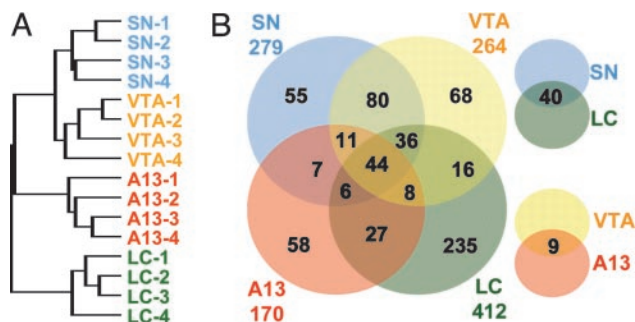 A
SN-1
SN-2
SN-3
SN-4
VTA-1
VTA-2
VTA-3
VTA-4
A13-1
A13-2
A13-3
A13-4
LC-1
LC-2
LC-3
LC-4
B
SN
279
VTA
264
55
80
68
11
36
7
44
16
6
8
58
27
235
A13
170
LC
412
SN
40
LC
VTA
9
A13